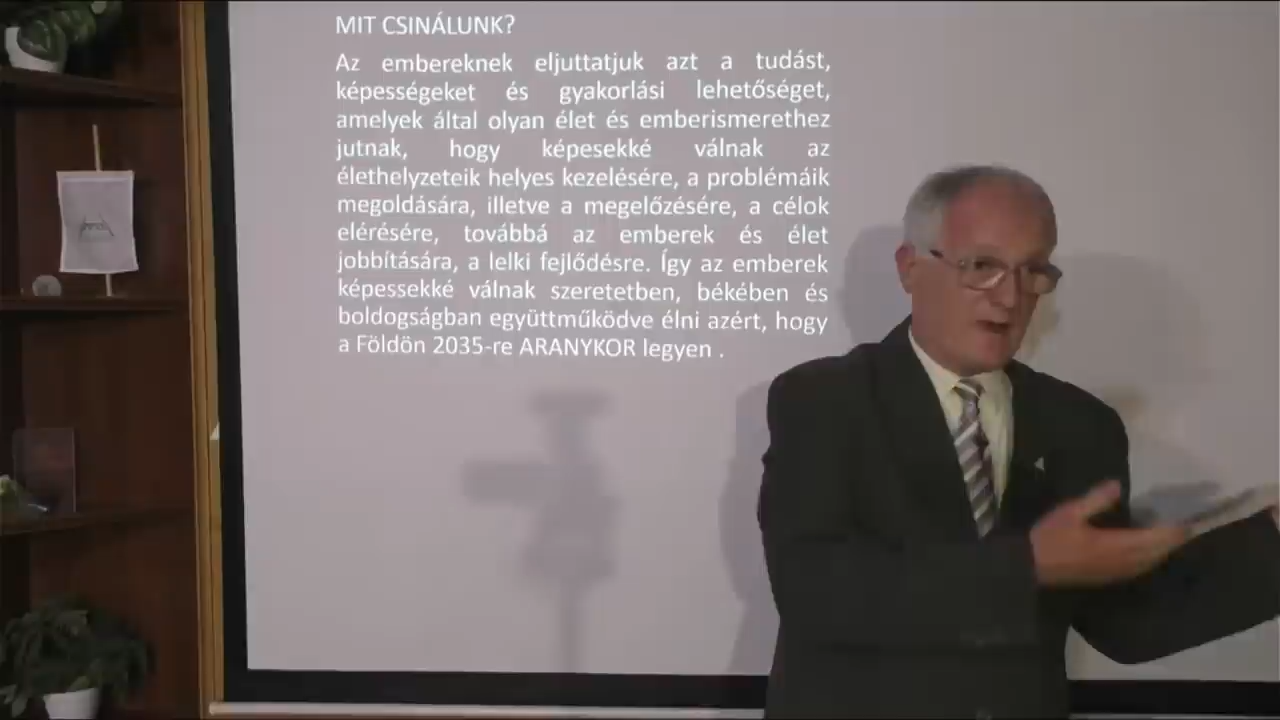 MIT CSINÁLUNK?
Az embereknek eljuttatjuk azt a tudást,
képességeket és gyakorlási lehetőséget,
amelyek által olyan élet és emberismerethez
jutnak, hogy képesekké válnak az
élethelyzeteik helyes kezelésére, a problémáik
megoldására, illetve a megelőzésére, a célok
elérésére, továbbá az emberek és élet
jobbítására, a lelki fejlődésre. Így az emberek
képessekké válnak szeretetben, békében és
boldogságban együttműködve élni azért, hogy
a Földön 2035-re ARANYKOR legyen .